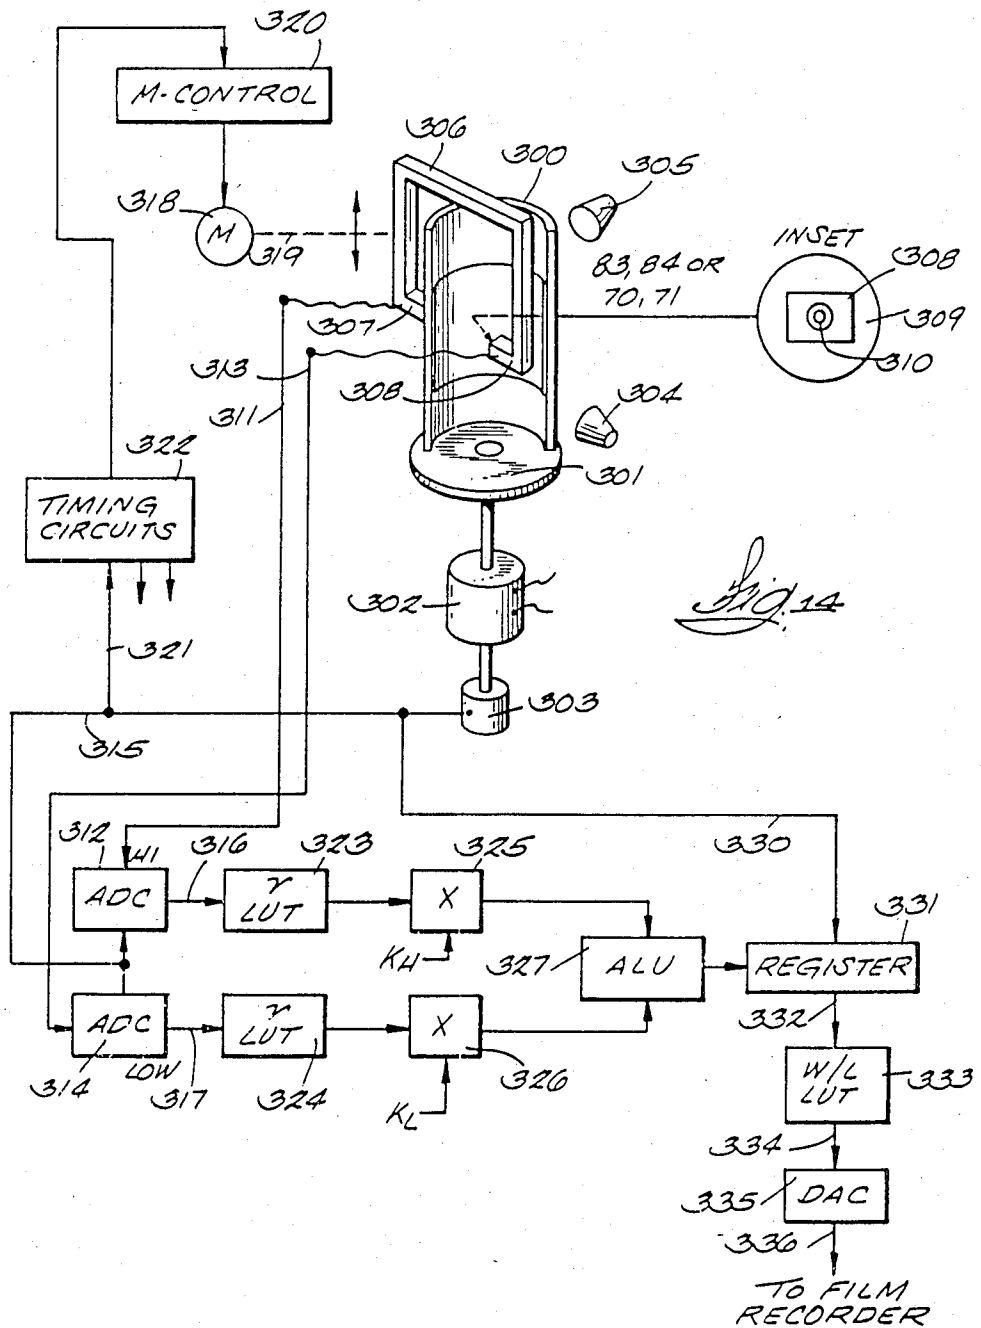 320
M-CONTROL
306
300
305
318
M
319
INSET
83, 84 OR
70, 71
308
309
310
307
313
308
311
304
322
301
TIMING
CIRCUITS
302
Fig. 14
321
303
315
312
HI
316
323
325
330
ADC
γ
LUT
X
331
KH
327
ALU
REGISTER
332
ADC
γ
LUT
X
314
LOW
317
324
326
W/L
LUT
333
KL
334
335
DAC
336
TO FILM
RECORDER